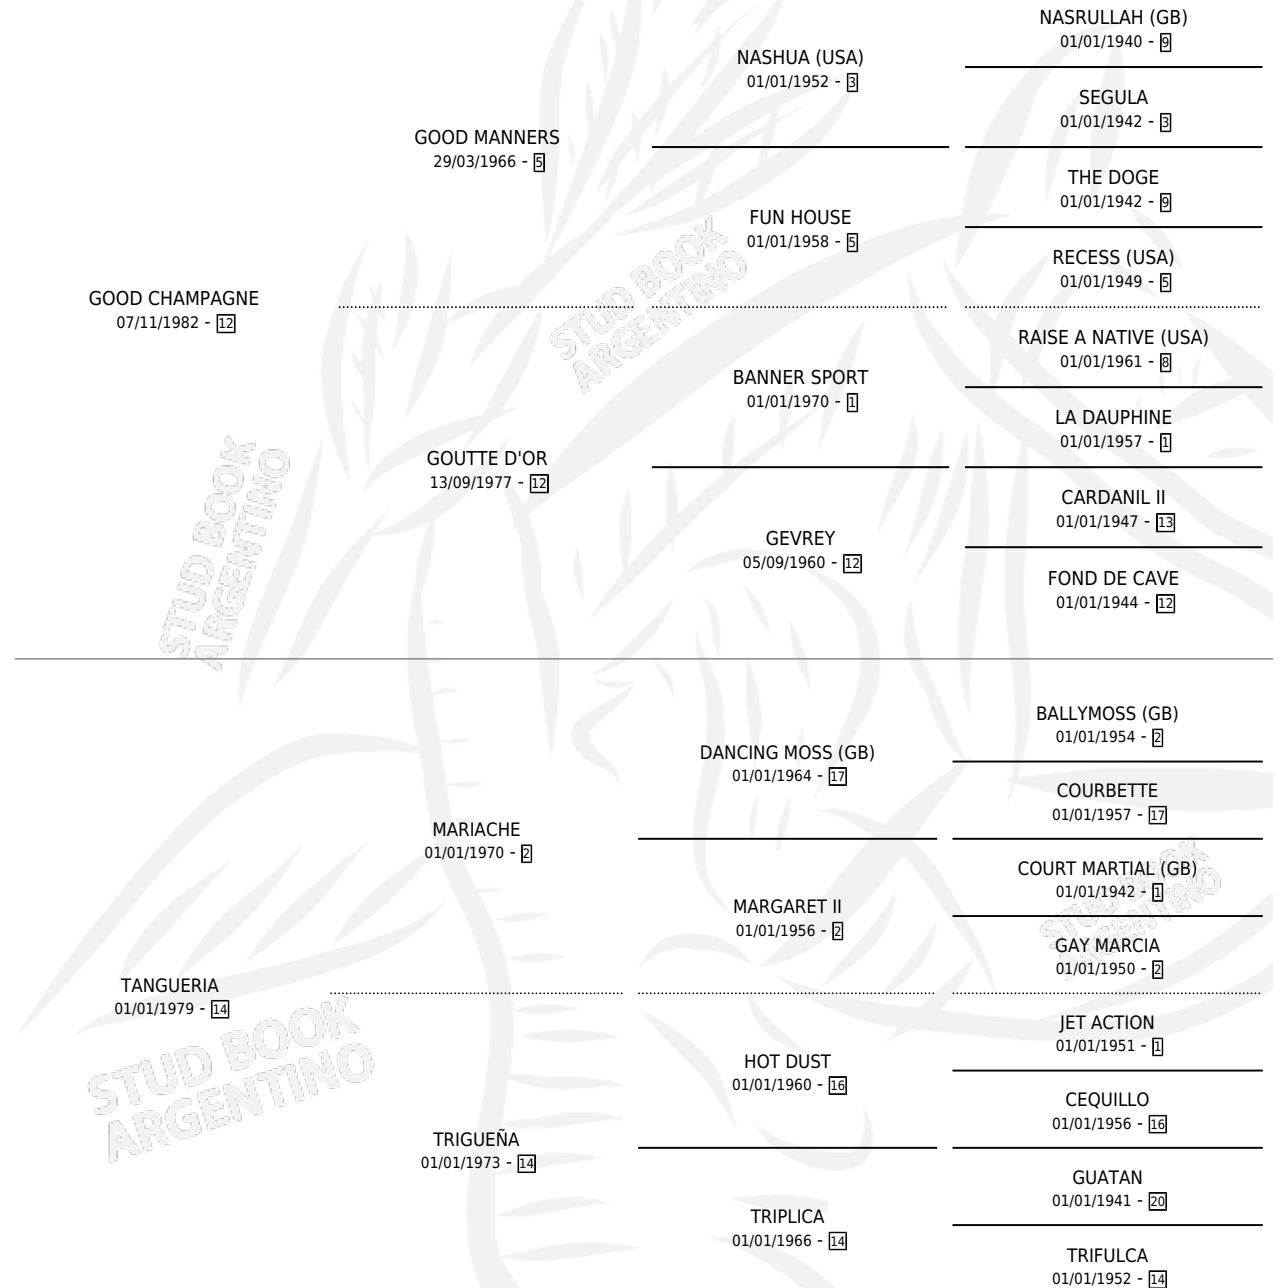 NASRULLAH (GB)
01/01/1940 - 9
NASHUA (USA)
01/01/1952 - 3
SEGULA
01/01/1942 - 3
GOOD MANNERS
29/03/1966 - 5
THE DOGE
01/01/1942 - 9
FUN HOUSE
01/01/1958 - 5
RECESS (USA)
01/01/1949 - 5
GOOD CHAMPAGNE
07/11/1982 - 12
RAISE A NATIVE (USA)
01/01/1961 - 8
BANNER SPORT
01/01/1970 - 1
LA DAUPHINE
01/01/1957 - 1
GOUTTE D'OR
13/09/1977 - 12
CARDANIL II
01/01/1947 - 13
GEVREY
05/09/1960 - 12
FOND DE CAVE
01/01/1944 - 12
STUD BOOK
ARGENTINO
STUD BOOK
ARGENTINO
BALLYMOSS (GB)
01/01/1954 - 2
DANCING MOSS (GB)
01/01/1964 - 17
COURBETTE
01/01/1957 - 17
MARIACHE
01/01/1970 - 2
COURT MARTIAL (GB)
01/01/1942 - 1
MARGARET II
01/01/1956 - 2
GAY MARCIA
01/01/1950 - 2
STUD BOOK
ARGENTINO
TANGUERIA
01/01/1979 - 14
JET ACTION
01/01/1951 - 1
HOT DUST
01/01/1960 - 16
CEQUILLO
01/01/1956 - 16
TRIGUEÑA
01/01/1973 - 14
GUATAN
01/01/1941 - 20
TRIPLICA
01/01/1966 - 14
TRIFULCA
01/01/1952 - 14
STUD BOOK
ARGENTINO